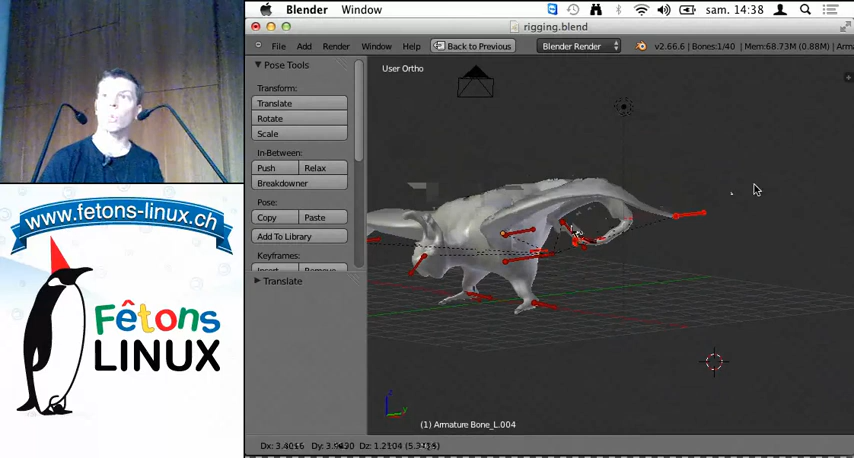 Blender Window
sam. 14:38
rigging.blend
File Add Render Window Help Back to Previous Blender Render v2.66.6 | Bones:1/40 | Mem:68.73M (0.88M) | Arma
Pose Tools
User Ortho
Transform:
Translate
Rotate
Scale
In-Between:
Push Relax
Breakdowner
Pose:
Copy Paste
Add To Library
Keyframes:
Insert Remove
Translate
www.fetons-linux.ch
Fêtons
LINUX
(1) Armature Bone_L.004